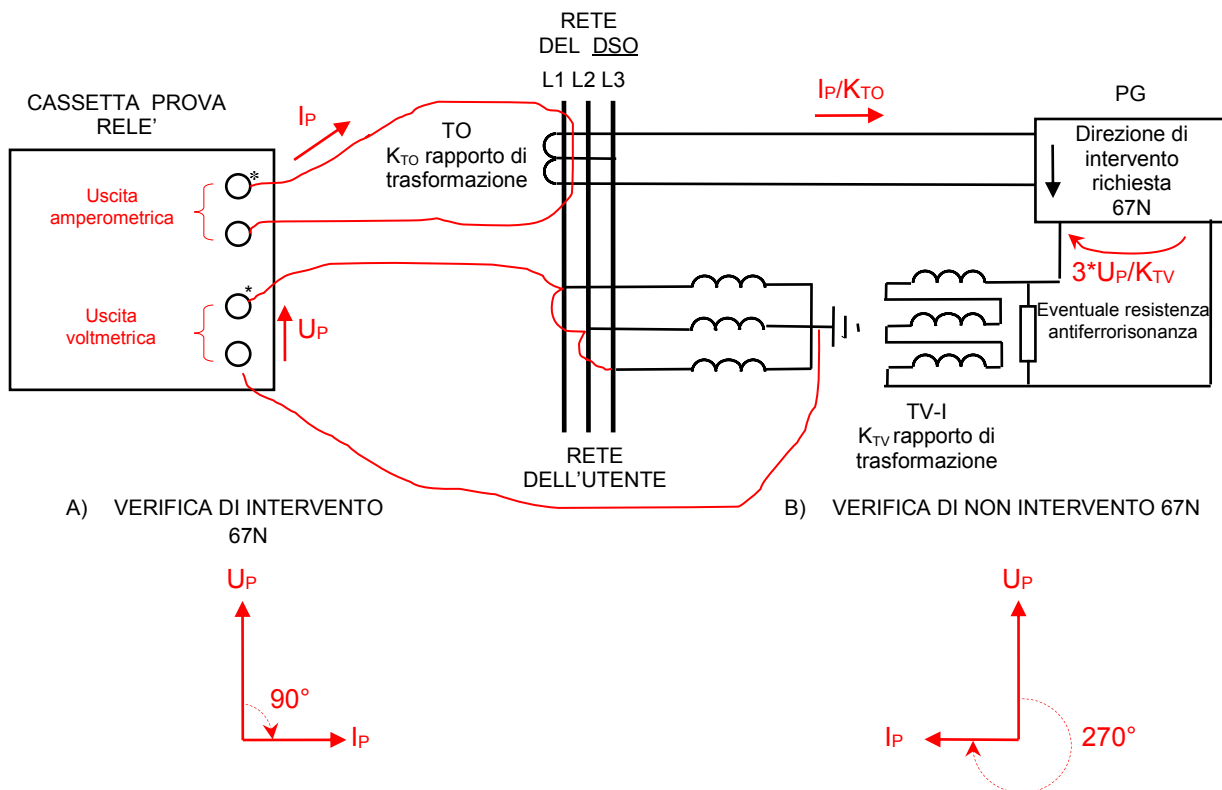 RETE
DEL DSO
L1 L2 L3
CASSETTA PROVA
RELE'
IP
TO
KTO rapporto di
trasformazione
IP/KTO
PG
Direzione di
intervento
richiesta
67N
*
Uscita
amperometrica
*
Uscita
voltmetrica
UP
3*UP/KTV
Eventuale resistenza
antiferrorisonanza
TV-I
KTV rapporto di
trasformazione
RETE
DELL'UTENTE
A) VERIFICA DI INTERVENTO
67N
B) VERIFICA DI NON INTERVENTO 67N
UP
90°
IP
UP
IP
270°